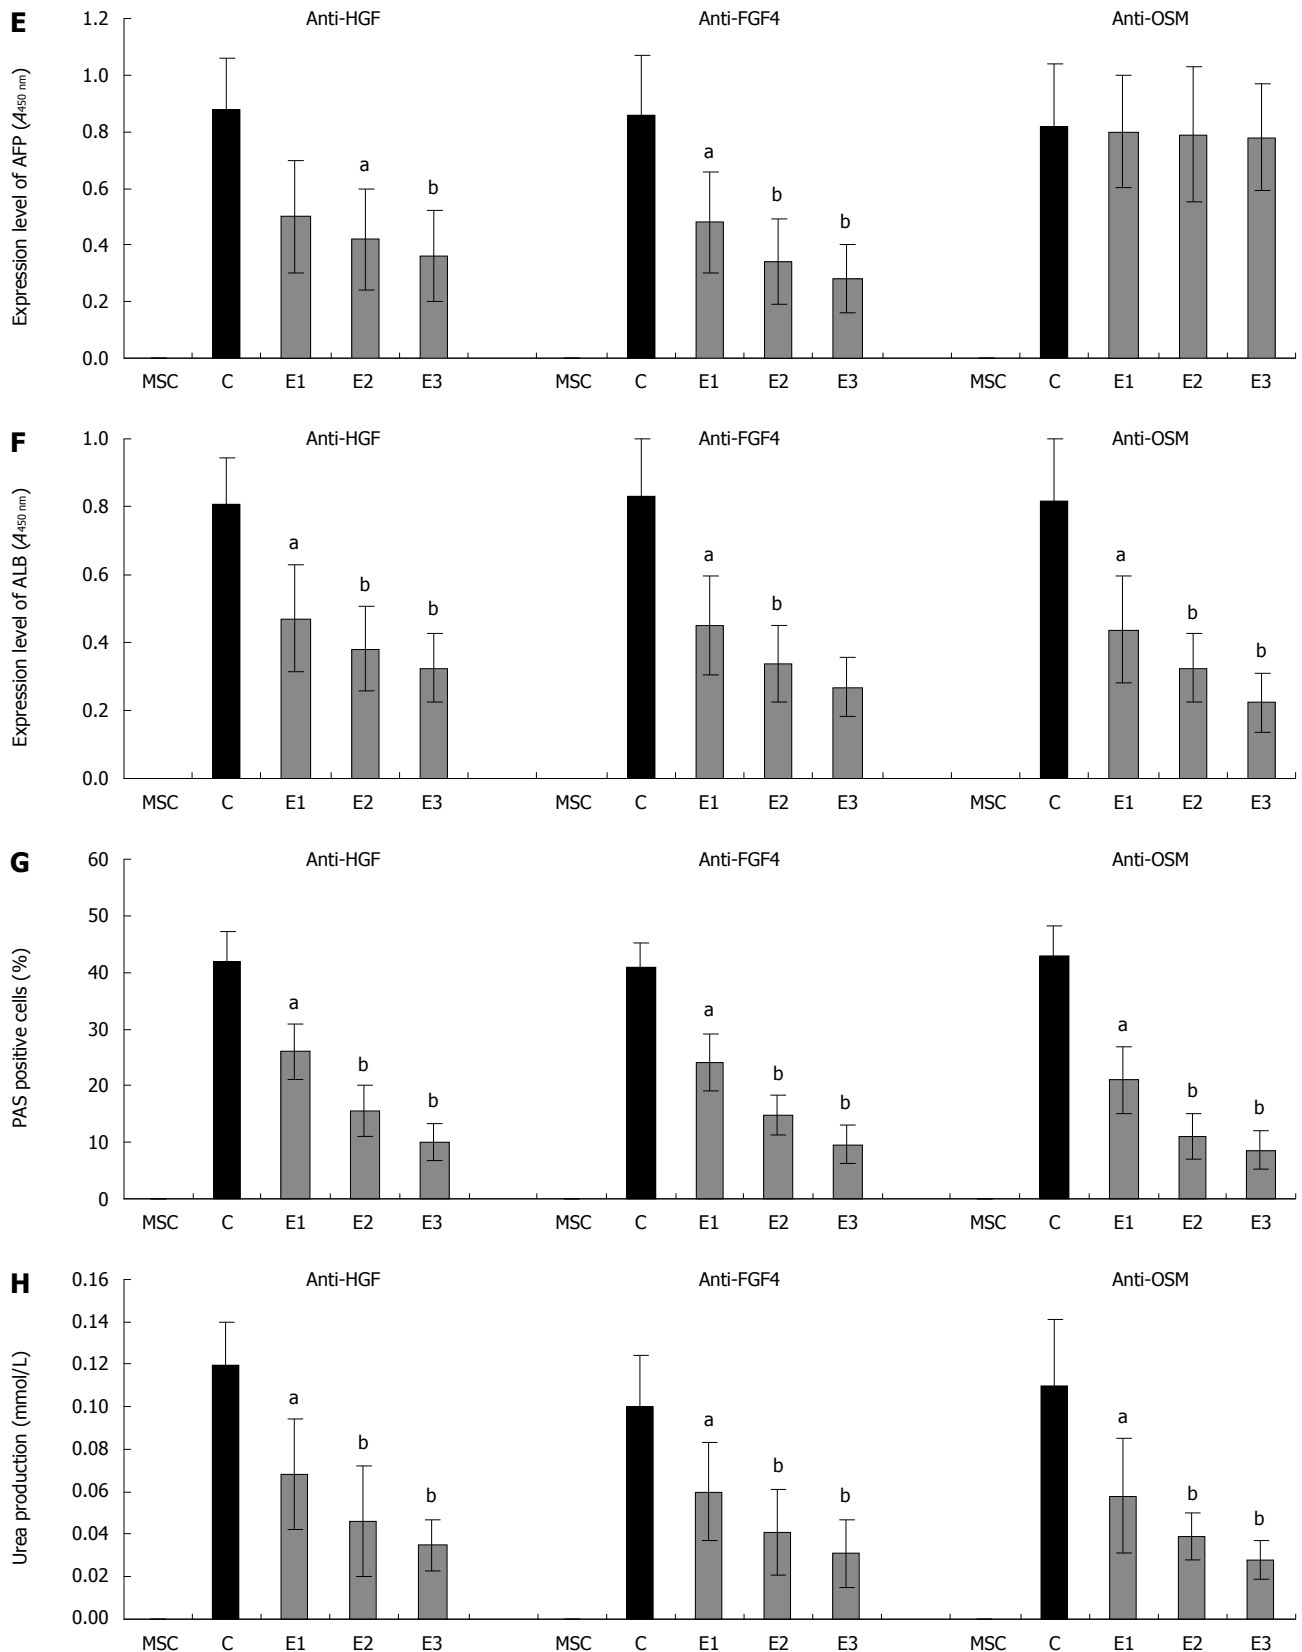 E
Anti-HGF Anti-FGF4 Anti-OSM
Expression level of AFP (A450 nm)
1.2
1.0
0.8
0.6
0.4
0.2
0.0
a
b
a
b
b
MSC C E1 E2 E3 MSC C E1 E2 E3 MSC C E1 E2 E3
F
Anti-HGF Anti-FGF4 Anti-OSM
Expression level of ALB (A450 nm)
1.0
0.8
0.6
0.4
0.2
0.0
a
b
b
a
b
a
b
b
MSC C E1 E2 E3 MSC C E1 E2 E3 MSC C E1 E2 E3
G
Anti-HGF Anti-FGF4 Anti-OSM
PAS positive cells (%)
60
50
40
30
20
10
0
a
b
b
a
b
b
a
b
b
MSC C E1 E2 E3 MSC C E1 E2 E3 MSC C E1 E2 E3
H
Anti-HGF Anti-FGF4 Anti-OSM
Urea production (mmol/L)
0.16
0.14
0.12
0.10
0.08
0.06
0.04
0.02
0.00
a
b
b
a
b
b
a
b
b
MSC C E1 E2 E3 MSC C E1 E2 E3 MSC C E1 E2 E3